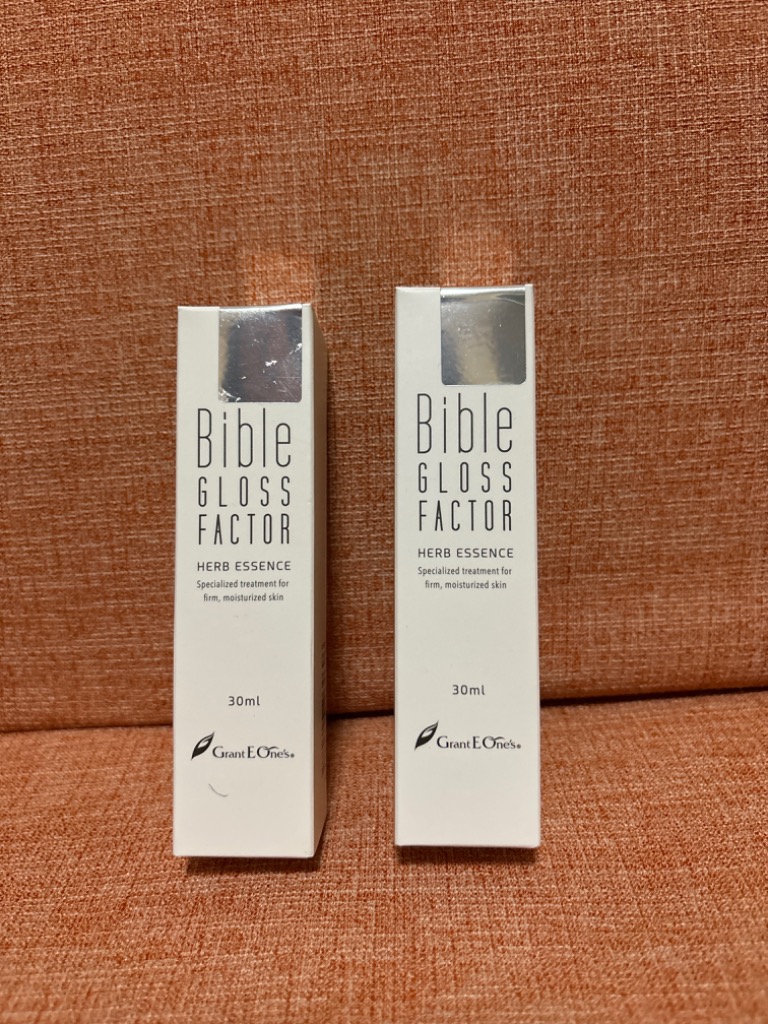 Bible
GLOSS
FACTOR
HERB ESSENCE
Specialized treatment for
firm, moisturized skin
30ml
Grant E One's®
Bible
GLOSS
FACTOR
HERB ESSENCE
Specialized treatment for
firm, moisturized skin
30ml
Grant E One's®